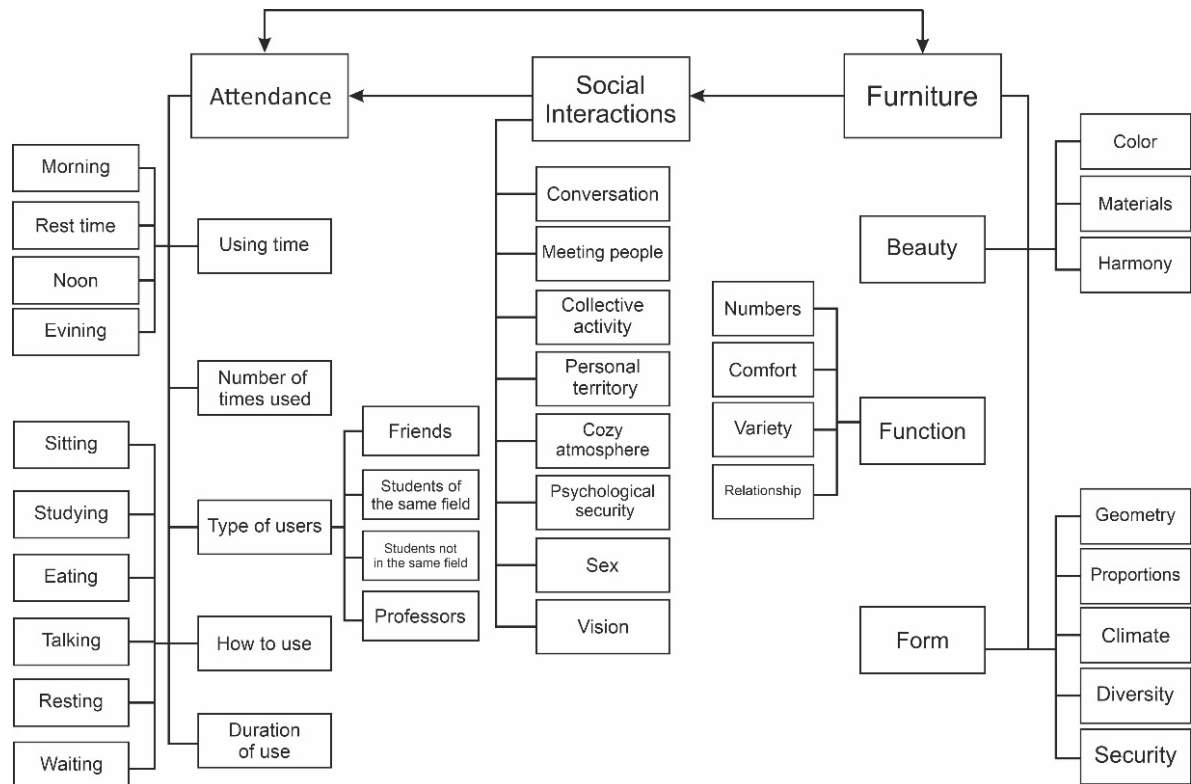 Attendance
Social
Interactions
Furniture
Morning
Rest time
Noon
Evining
Using time
Number of
times used
Sitting
Studying
Eating
Talking
Resting
Waiting
Type of users
Friends
Students of
the same field
Students not
in the same field
Professors
How to use
Duration
of use
Conversation
Meeting people
Collective
activity
Personal
territory
Cozy
atmosphere
Psychological
security
Sex
Vision
Beauty
Color
Materials
Harmony
Numbers
Comfort
Variety
Relationship
Function
Form
Geometry
Proportions
Climate
Diversity
Security